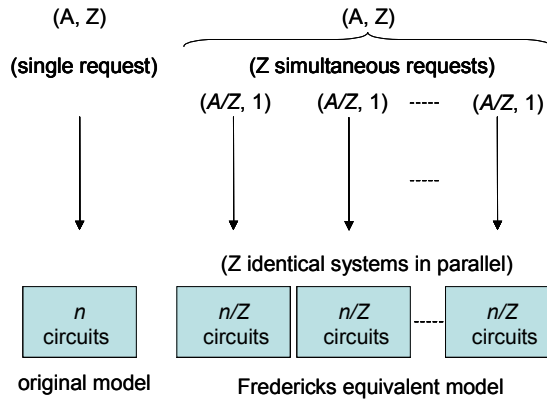 (A, Z)
(single request)
(A, Z)
(Z simultaneous requests)
(A/Z, 1) (A/Z, 1) ----- (A/Z, 1)
-----
(Z identical systems in parallel)
n
circuits
n/Z
circuits
n/Z
circuits
-----
n/Z
circuits
original model
Fredericks equivalent model